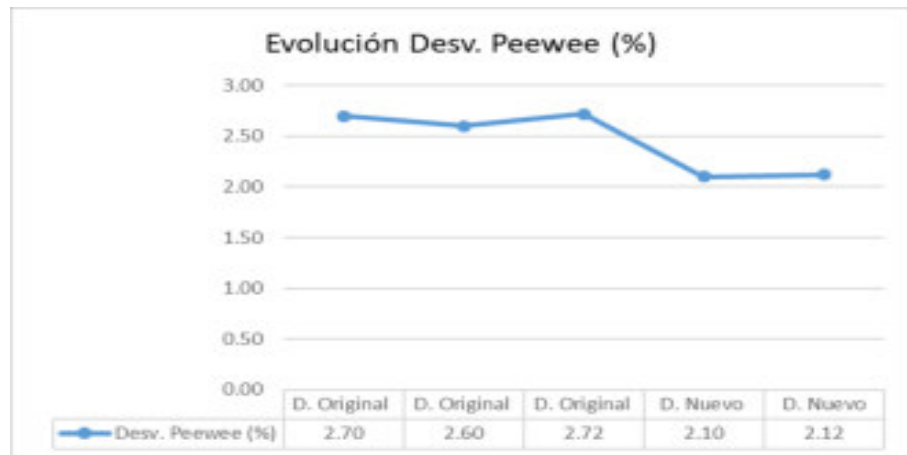 Evolución Desv. Peewee (%)
3.00
2.50
2.00
1.50
1.00
0.50
0.00
D. Original D. Original D. Original D. Nuevo D. Nuevo
Desv. Peewee (%) 2.70 2.60 2.72 2.10 2.12